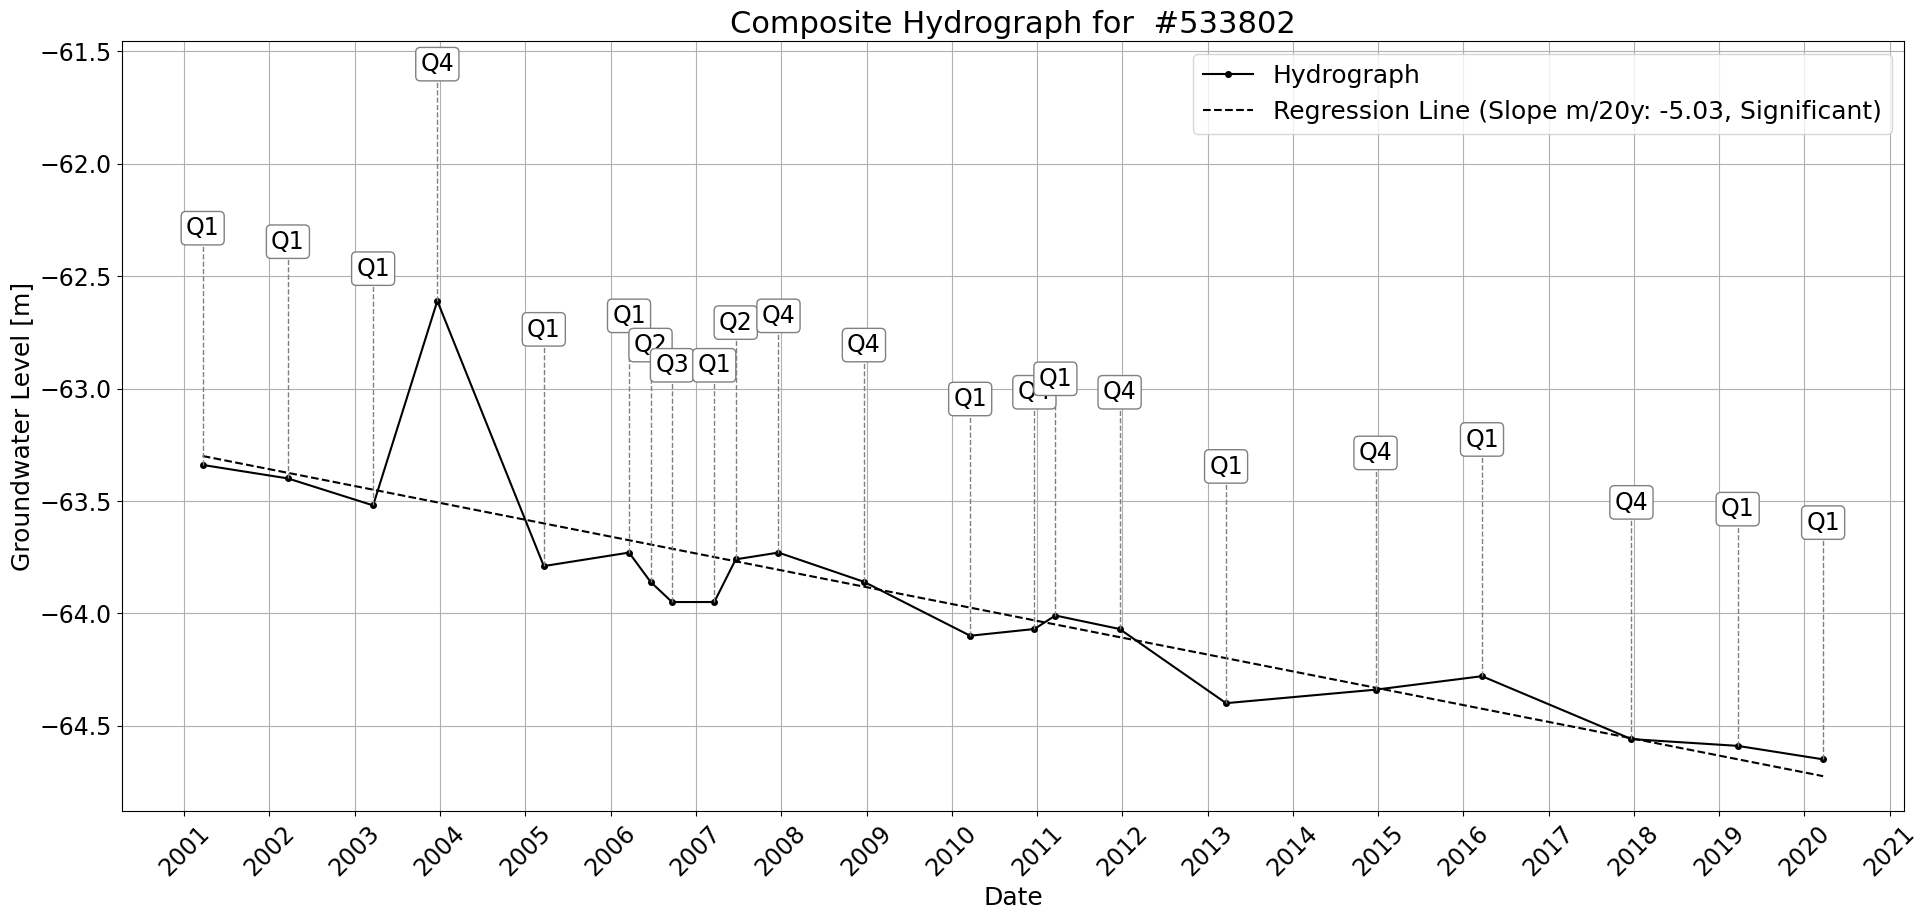 Composite Hydrograph for  #533802
Hydrograph
Regression Line (Slope m/20y: -5.03, Significant)
Groundwater Level [m]
−61.5
−62.0
−62.5
−63.0
−63.5
−64.0
−64.5
Q1
Q1
Q1
Q4
Q1
Q1
Q2
Q3
Q1
Q2
Q4
Q4
Q1
Q1
Q4
Q1
Q4
Q1
Q4
Q1
Q1
2001
2002
2003
2004
2005
2006
2007
2008
2009
2010
2011
2012
2013
2014
2015
2016
2017
2018
2019
2020
2021
Date